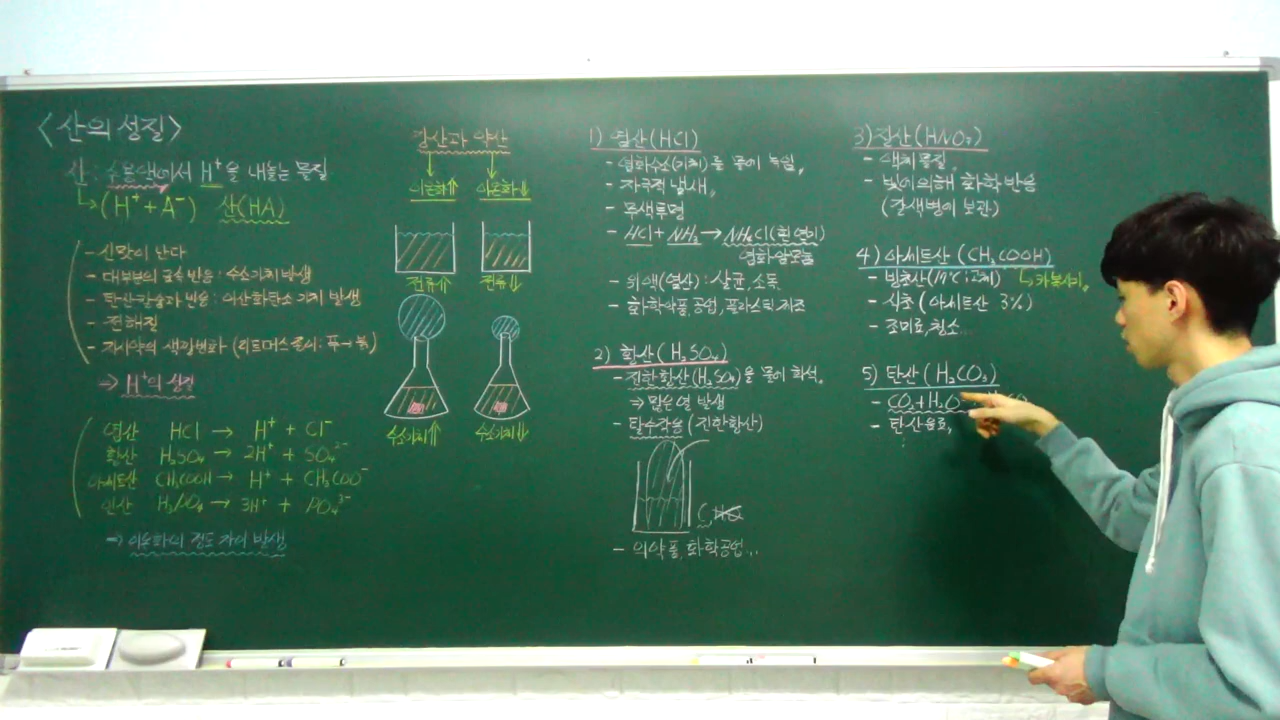 <산의 성질>
산 : 수용액에서 H⁺을 내놓는 물질
↳ (H⁺ + A⁻) 산(HA)
- 신맛이 난다
- 대부분의 금속 반응 : 수소기체 발생
- 탄산칼슘과 반응 : 이산화탄소 기체 발생
- 전해질
- 지시약의 색깔변화 (리트머스종이 : 푸→붉)
⇒ H⁺의 성질
염산 HCl → H⁺ + Cl⁻
황산 H₂SO₄ → 2H⁺ + SO₄²⁻
아세트산 CH₃COOH → H⁺ + CH₃COO⁻
인산 H₃PO₄ → 3H⁺ + PO₄³⁻
⇒ 이온화의 정도 차이 발생
강산과 약산
이온화↑ 이온화↓
전류↑ 전류↓
수소기체↑ 수소기체↓
1) 염산(HCl)
- 염화수소(기체)를 물에 녹임.
- 자극적 냄새.
- 무색투명
- HCl + NH₃ → NH₄Cl(흰 연기)
염화암모늄
- 위액(염산) : 살균, 소독
- 화학약품, 공업, 플라스틱, 제조
2) 황산(H₂SO₄)
- 진한황산(H₂SO₄)을 물에 희석.
⇒ 많은 열 발생
- 탈수작용 (진한황산)
C
- 의약품, 화학공업...
3) 질산(HNO₃)
- 액체 물질.
- 빛에 의해 화학 반응
(갈색병에 보관)
4) 아세트산 (CH₃COOH)
- 빙초산(17℃ : 고체) ↳ 카복시기.
- 식초 (아세트산 3%)
- 조미료, 청소...
5) 탄산 (H₂CO₃)
- CO₂ + H₂O
- 탄산음료,